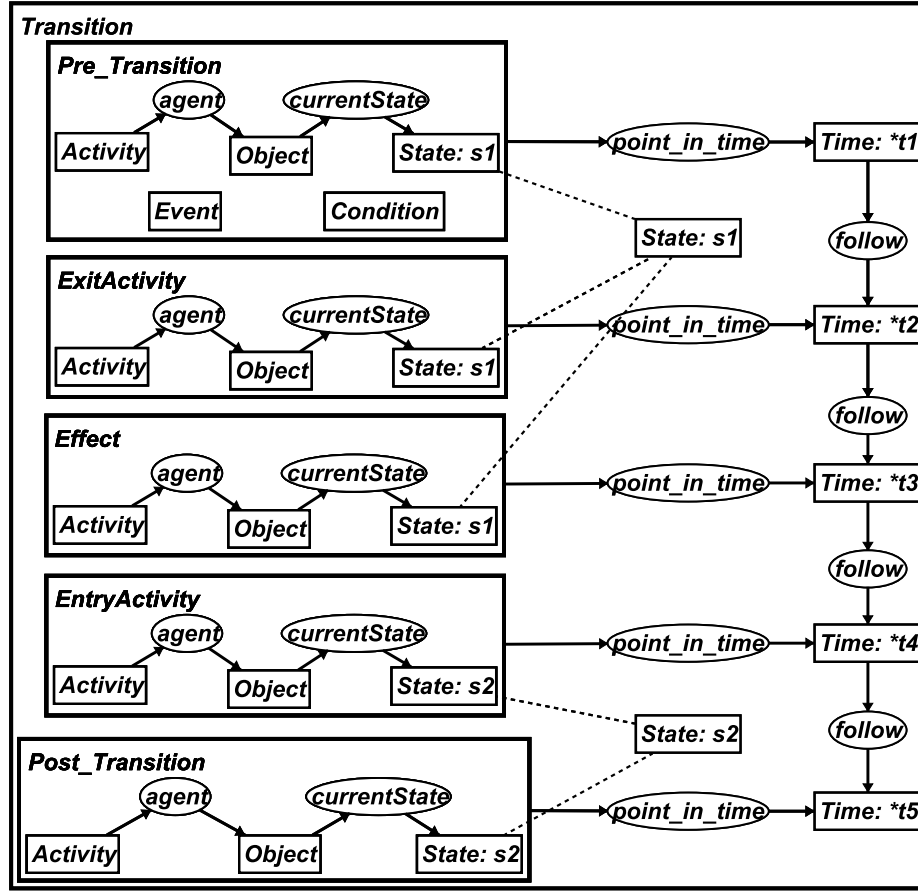 Transition
Pre_Transition
agent
currentState
Activity
Object
State: s1
point_in_time
Time: *t1
Event
Condition
State: s1
follow
ExitActivity
agent
currentState
Activity
Object
State: s1
point_in_time
Time: *t2
follow
Effect
agent
currentState
Activity
Object
State: s1
point_in_time
Time: *t3
follow
EntryActivity
agent
currentState
Activity
Object
State: s2
point_in_time
Time: *t4
State: s2
follow
Post_Transition
agent
currentState
Activity
Object
State: s2
point_in_time
Time: *t5